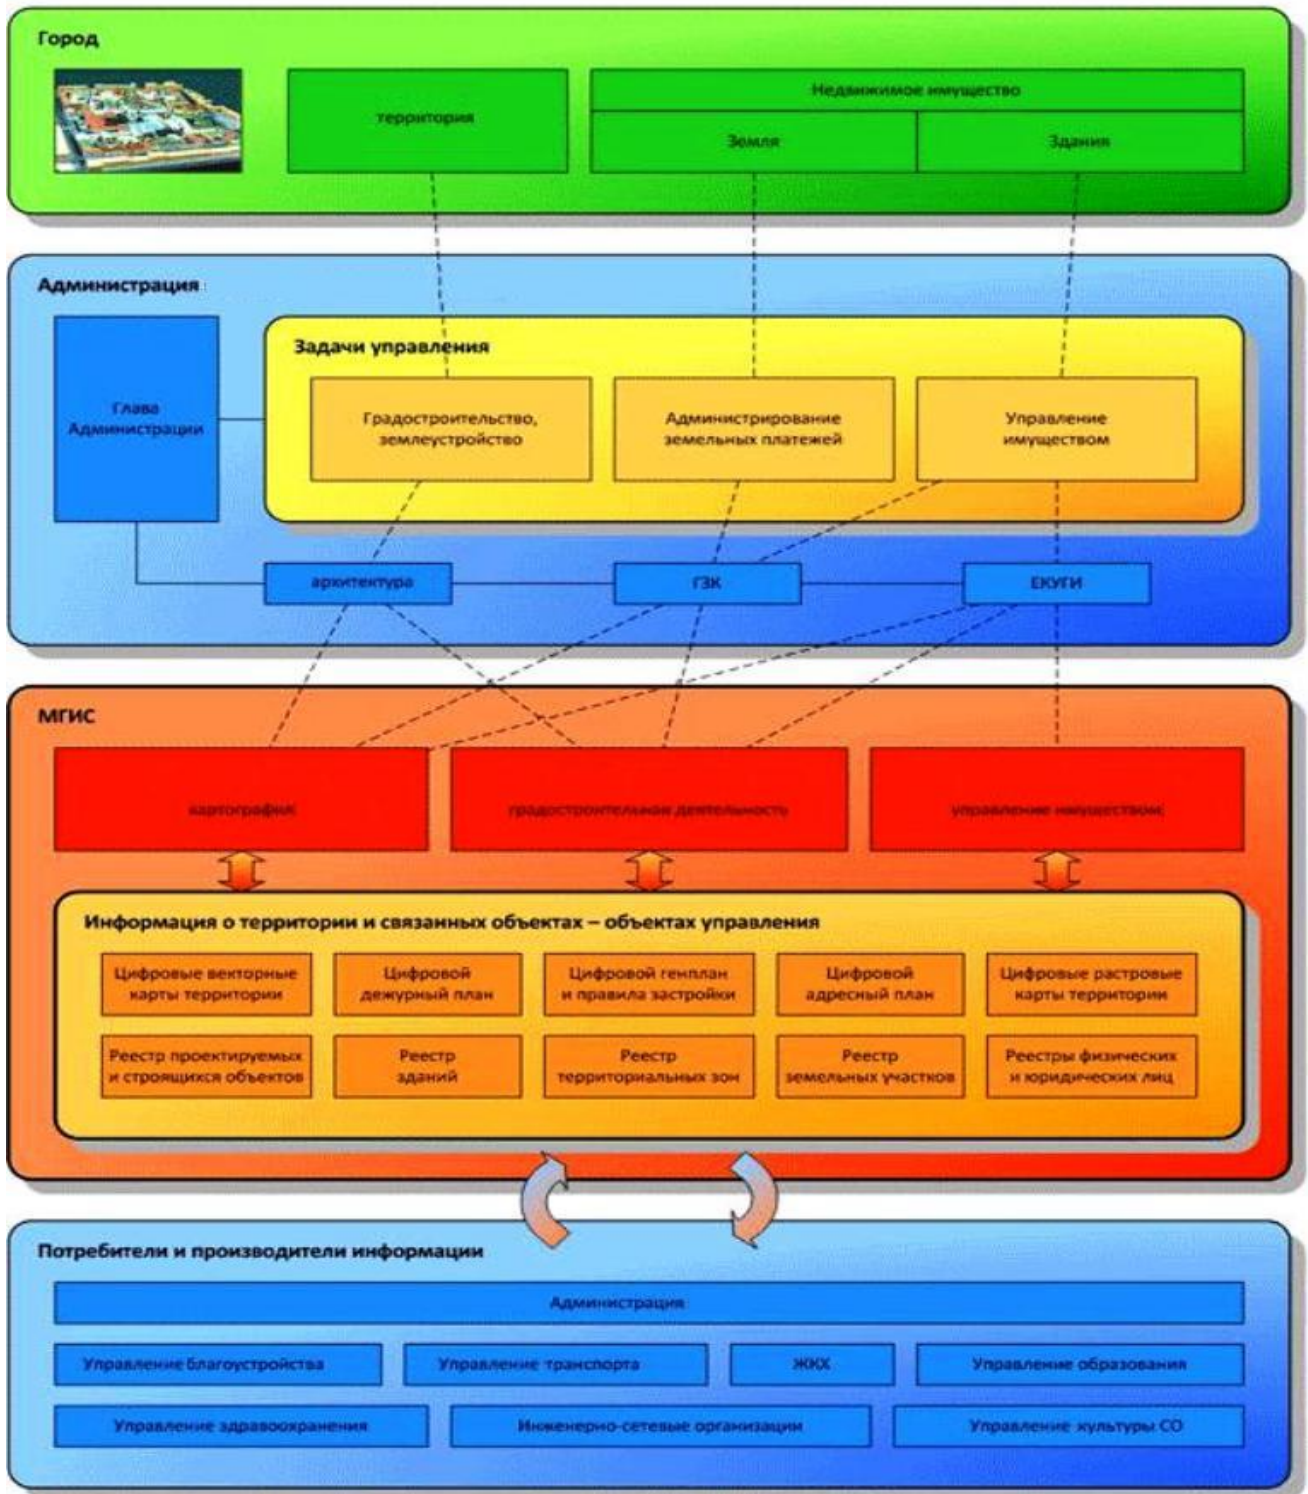 Город
территория
Недвижимое имущество
Земля
Здания
Администрация
Глава
Администрации
Задачи управления
Градостроительство,
землеустройство
Администрирование
земельных платежей
Управление
имуществом
архитектура
ГЗК
ЕКУГИ
МГИС
картография
градостроительная деятельность
управление имуществом
Информация о территории и связанных объектах – объектах управления
Цифровые векторные
карты территории
Цифровой
дежурный план
Цифровой генплан
и правила застройки
Цифровой
адресный план
Цифровые растровые
карты территории
Реестр проектируемых
и строящихся объектов
Реестр
зданий
Реестр
территориальных зон
Реестр
земельных участков
Реестры физических
и юридических лиц
Потребители и производители информации
Администрация
Управление благоустройства
Управление транспорта
ЖКХ
Управление образования
Управление здравоохранения
Инженерно-сетевые организации
Управление культуры СО